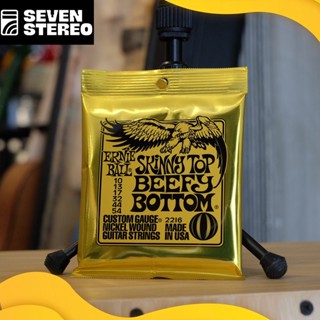 SEVEN
STEREO
ERNIE
BALL
10
13
17
32
44
54
SKINNY TOP
BEEFY
BOTTOM®
CUSTOM GAUGE® 2216
NICKEL WOUND MADE
GUITAR STRINGS IN USA